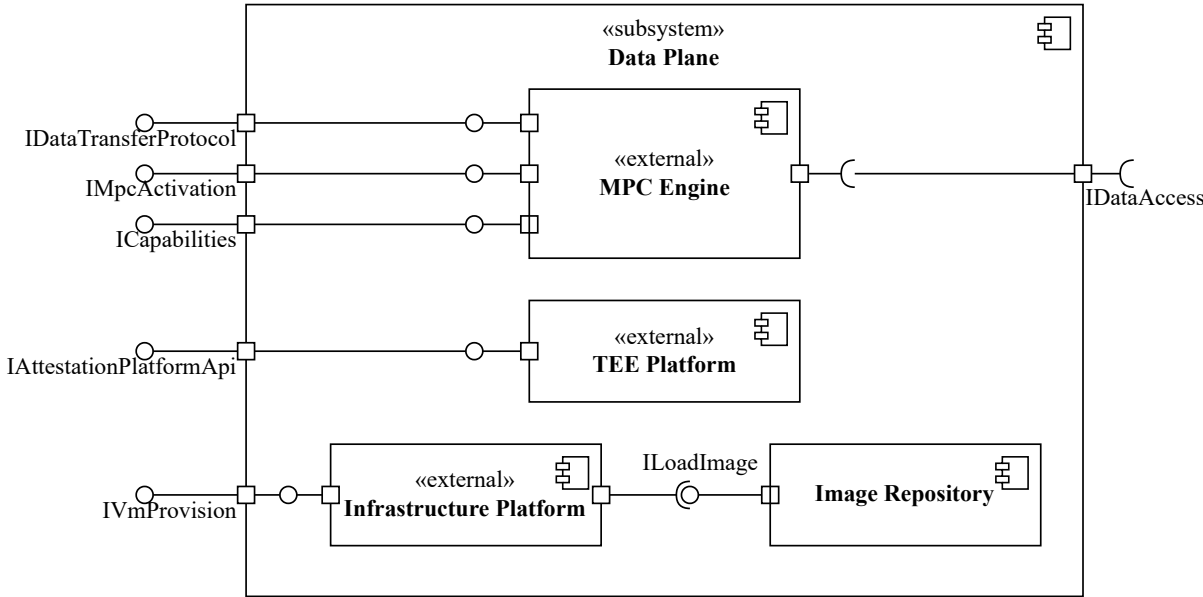 «subsystem»
Data Plane
IDataTransferProtocol
IMpcActivation
ICapabilities
«external»
MPC Engine
IDataAccess
IAttestationPlatformApi
«external»
TEE Platform
IVmProvision
«external»
Infrastructure Platform
ILoadImage
Image Repository